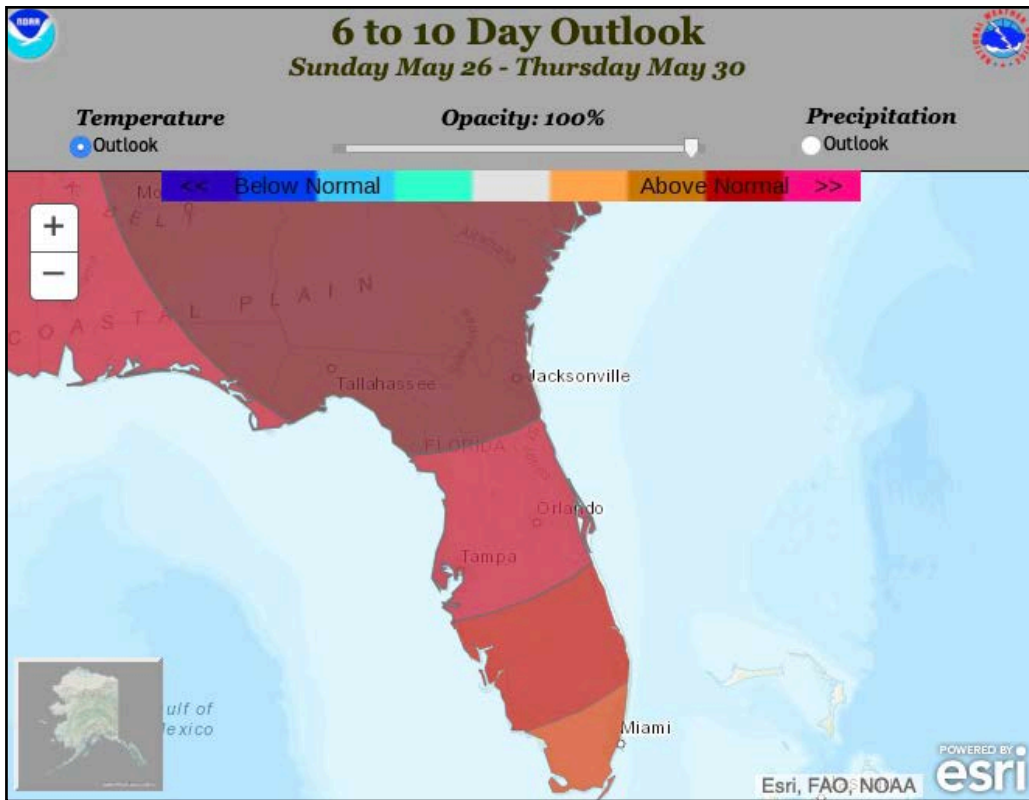 NOAA
6 to 10 Day Outlook
Sunday May 26 - Thursday May 30
Temperature
Opacity: 100%
Precipitation
Outlook
Outlook
<< Below Normal
Above Normal >>
+
−
COASTAL PLAIN
Tallahassee
Jacksonville
FLORIDA
Orlando
Tampa
ulf of
exico
Miami
POWERED BY
esri
Esri, FAO, NOAA